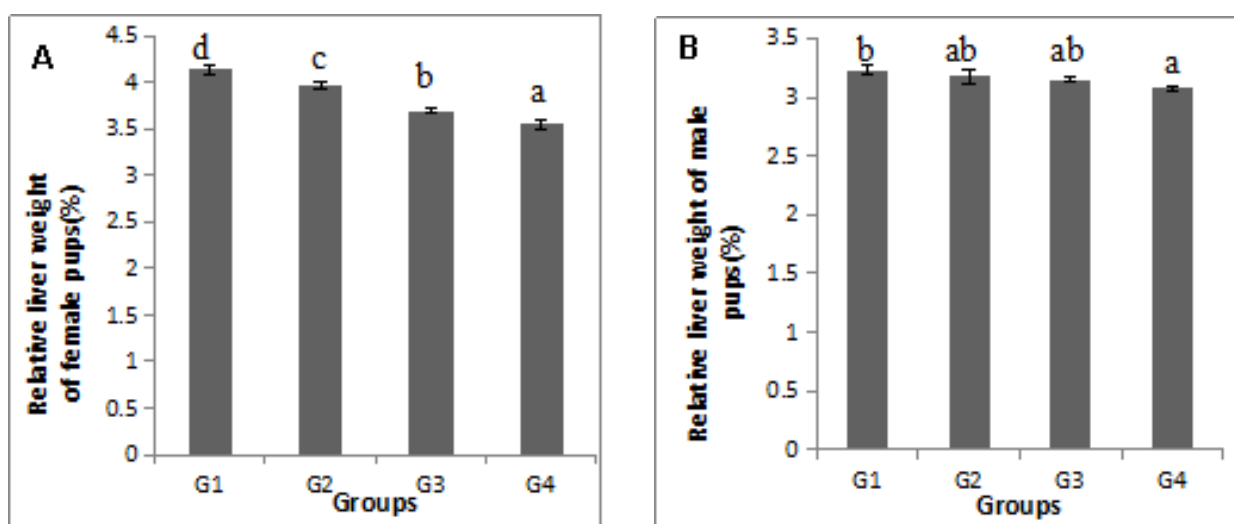 A
4.5
4
3.5
3
2.5
2
1.5
1
0.5
0
Relative liver weight
of female pups(%)
d
c
b
a
G1 G2 G3 G4
Groups
B
3.5
3
2.5
2
1.5
1
0.5
0
Relative liver weight of male
pups(%)
b
ab
ab
a
G1 G2 G3 G4
Groups